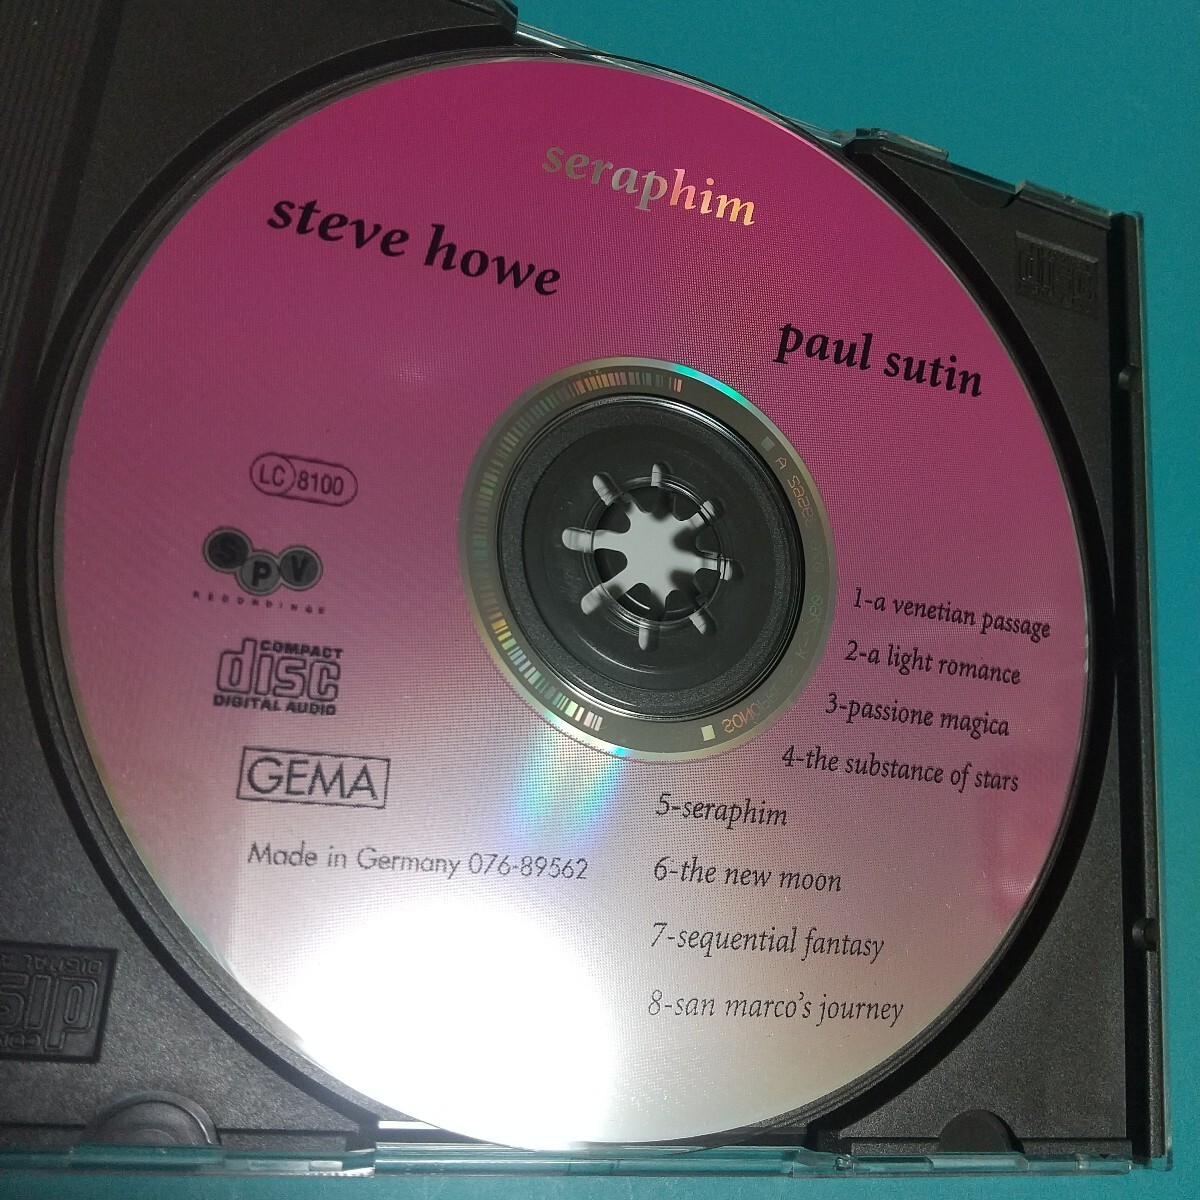 seraphim
steve howe
paul sutin
LC 8100
SPV
RECORDINGS
COMPACT
disc
DIGITAL AUDIO
GEMA
Made in Germany 076-89562
1-a venetian passage
2-a light romance
3-passione magica
4-the substance of stars
5-seraphim
6-the new moon
7-sequential fantasy
8-san marco's journey